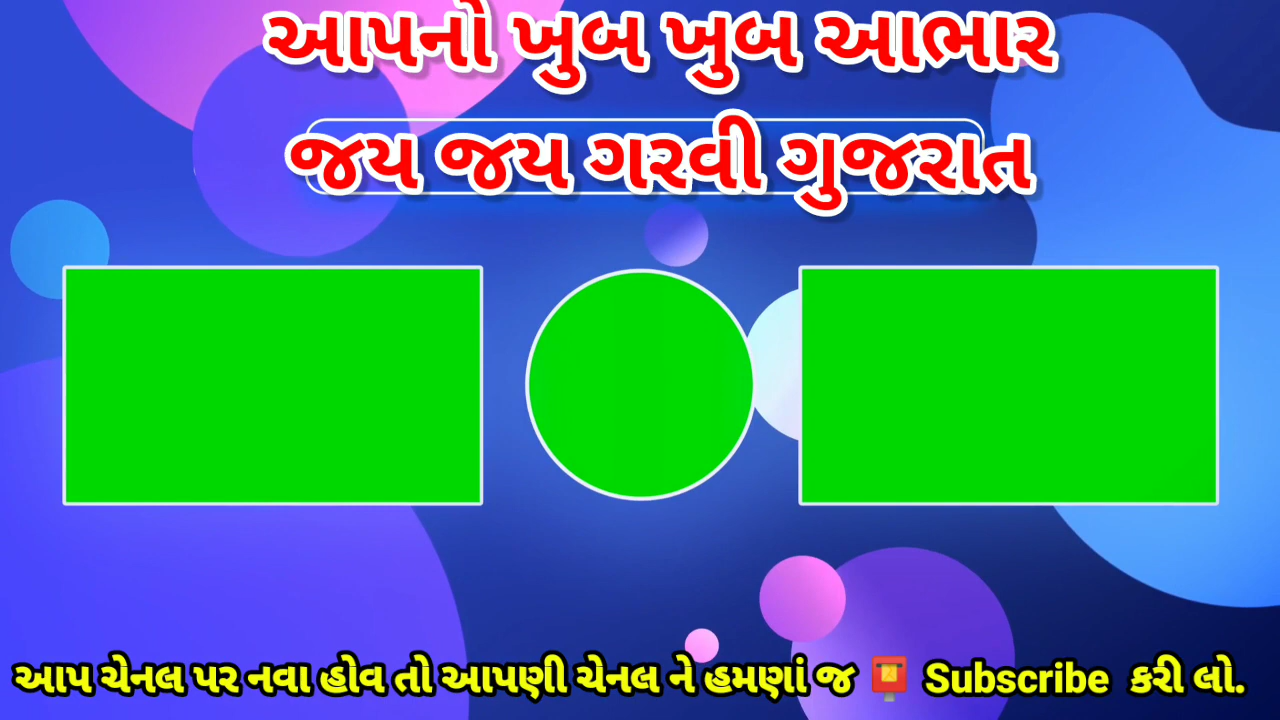 આપનો ખુબ ખુબ આભાર
જય જય ગરવી ગુજરાત
આપ ચેનલ પર નવા હોવ તો આપણી ચેનલ ને હમણાં જ 📮 Subscribe કરી લો.